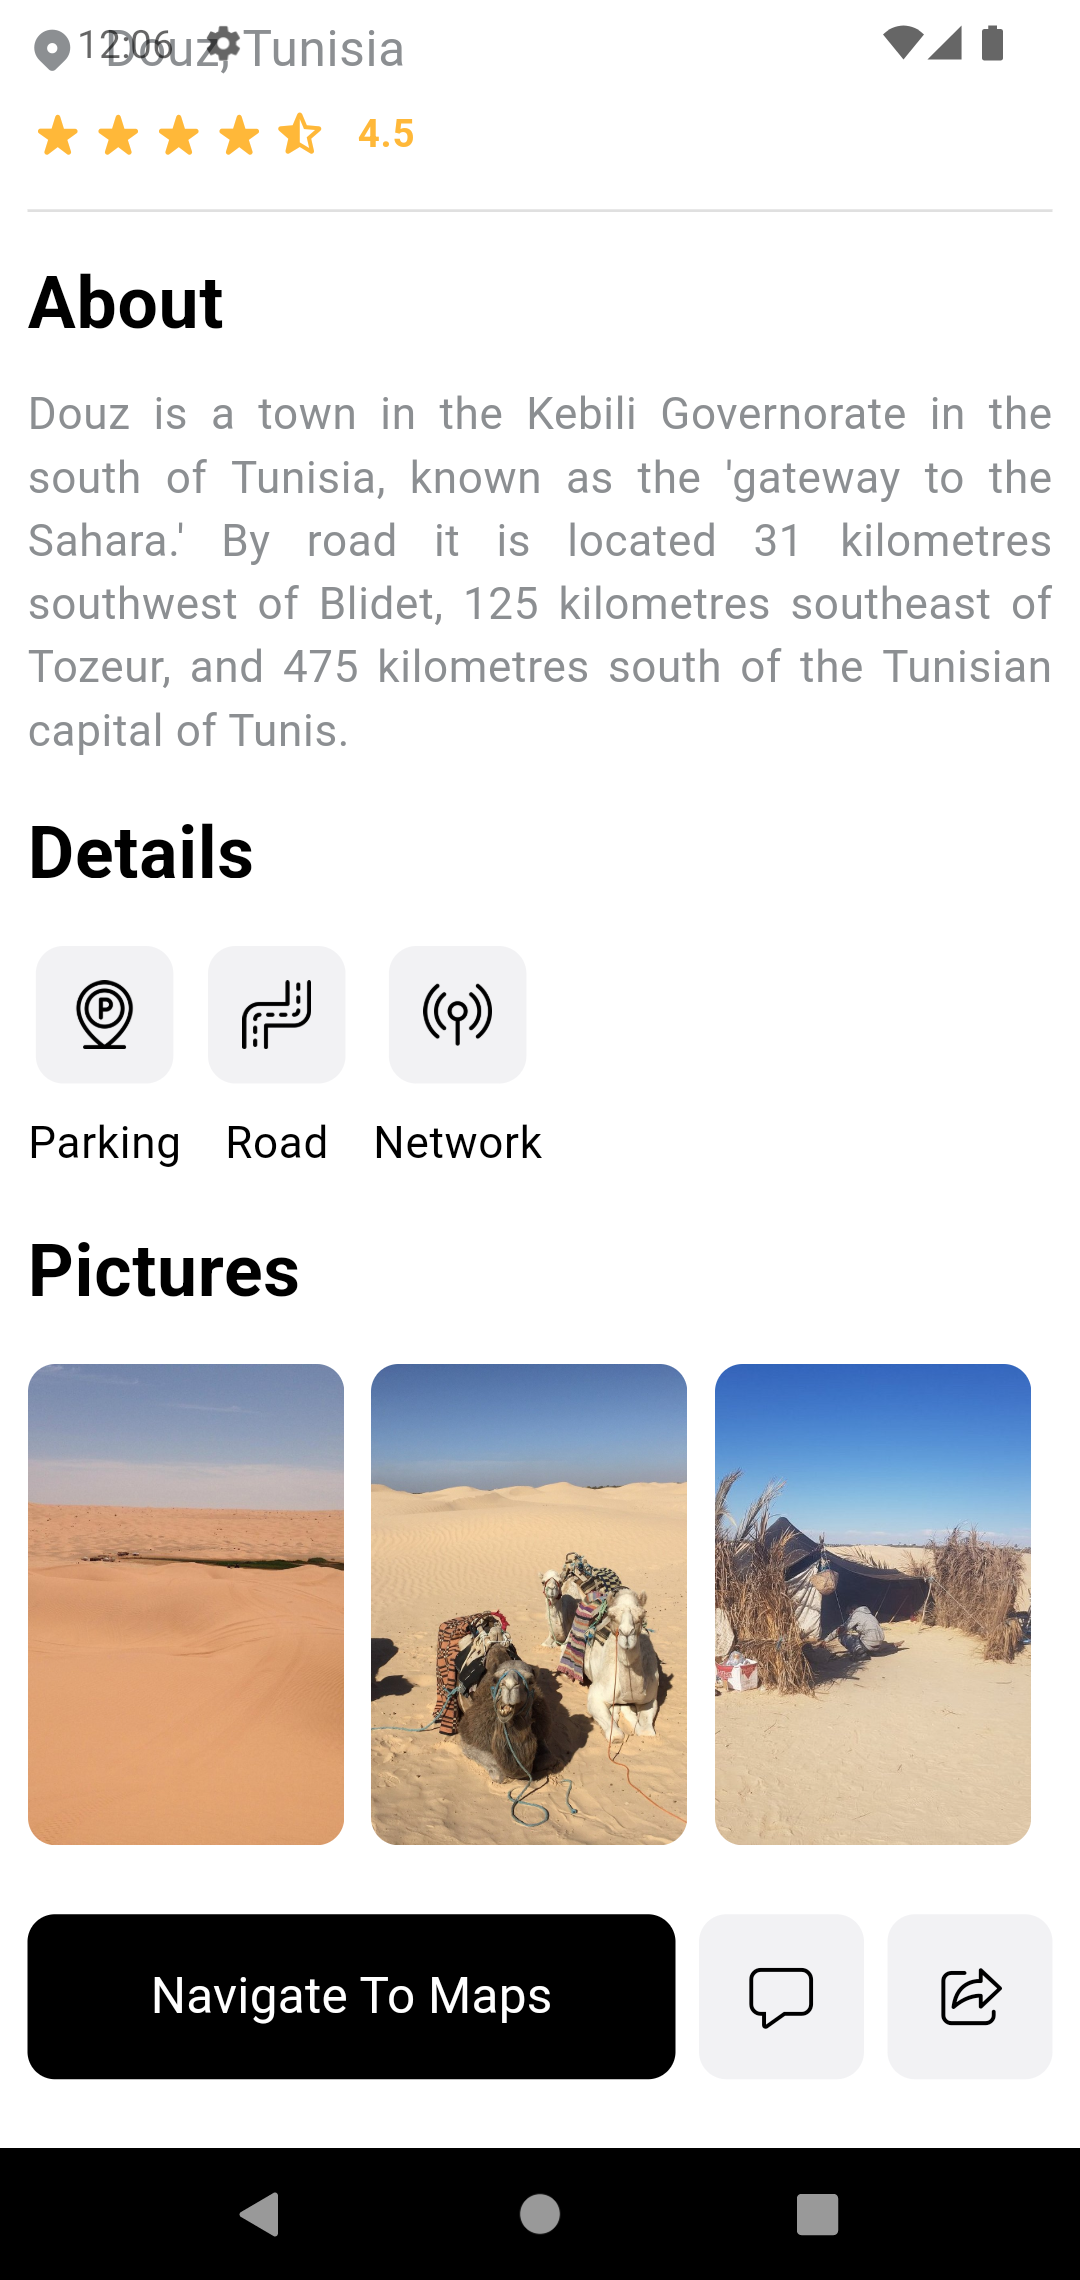 12:06
Douz, Tunisia
4.5
About
Douz is a town in the Kebili Governorate in the
south of Tunisia, known as the 'gateway to the
Sahara.' By road it is located 31 kilometres
southwest of Blidet, 125 kilometres southeast of
Tozeur, and 475 kilometres south of the Tunisian
capital of Tunis.
Details
P
Parking Road Network
Pictures
Navigate To Maps